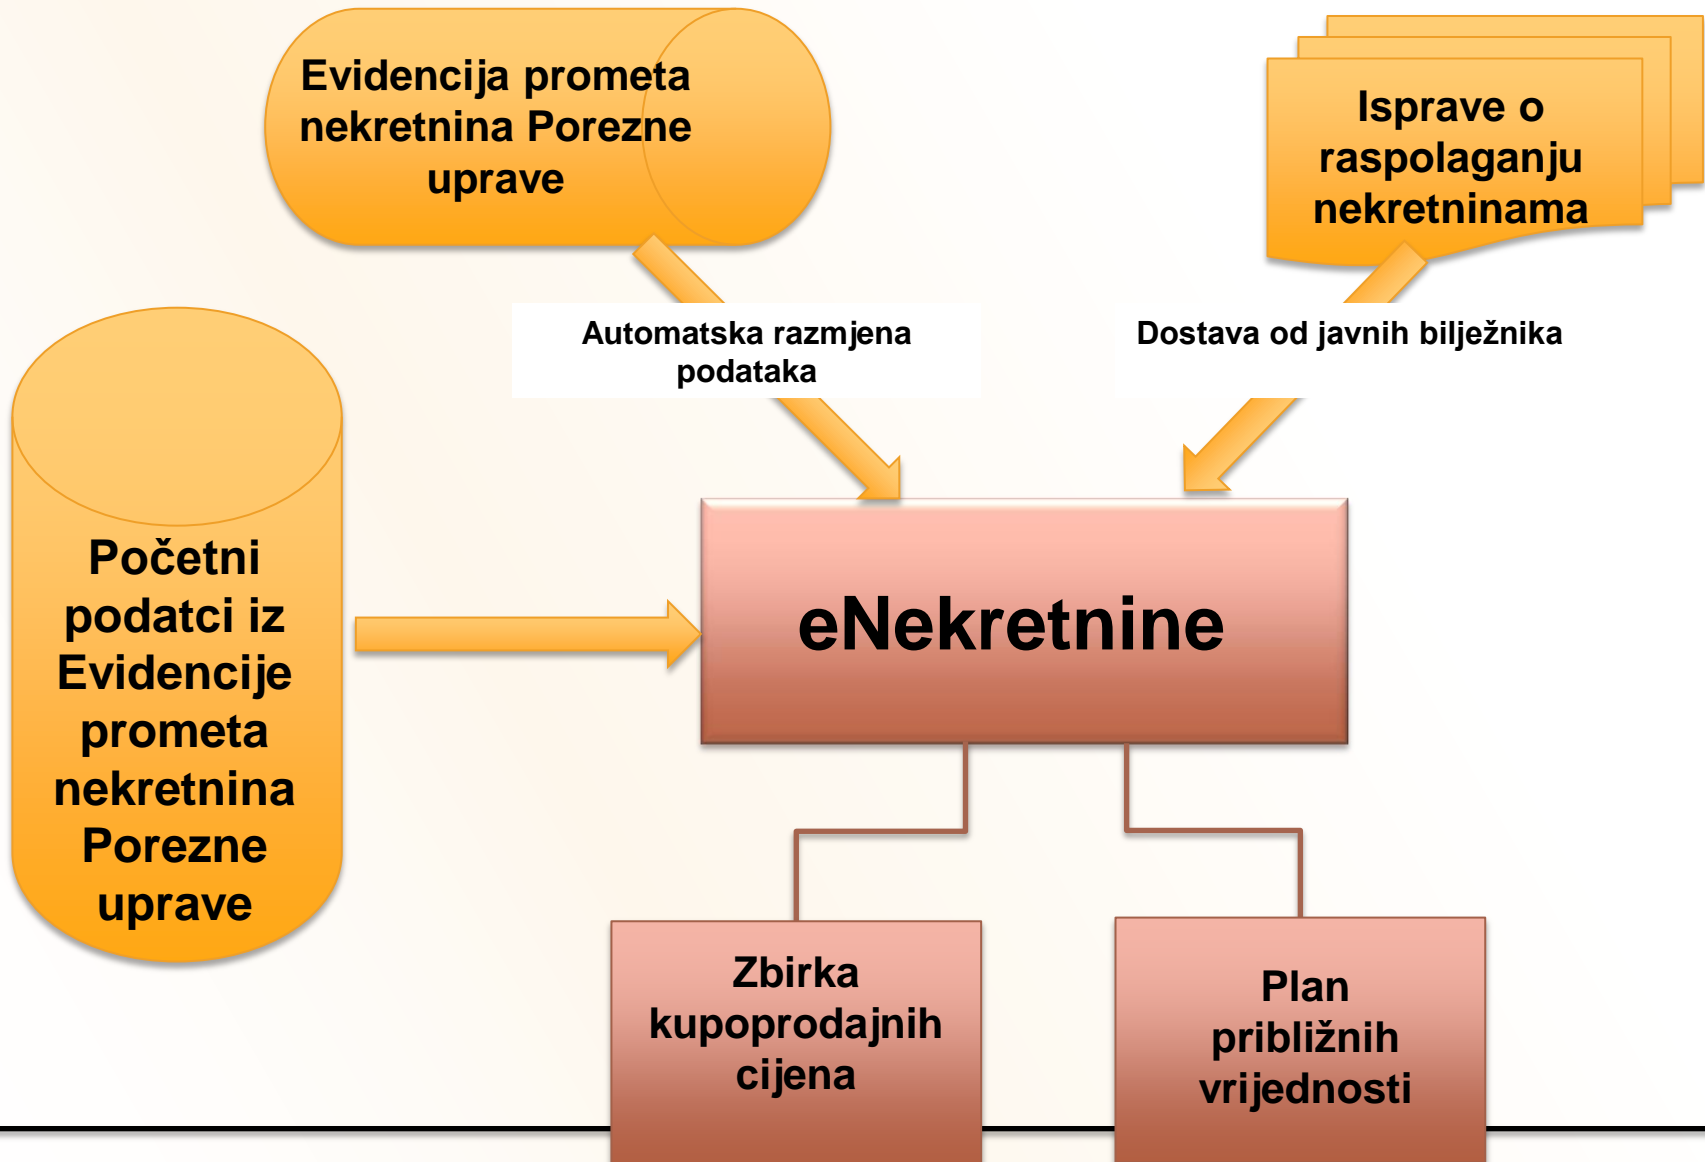 Evidencija prometa
nekretnina Porezne
uprave
Isprave o
raspolaganju
nekretninama
Automatska razmjena
podataka
Dostava od javnih bilježnika
Početni
podatci iz
Evidencije
prometa
nekretnina
Porezne
uprave
eNekretnine
Zbirka
kupoprodajnih
cijena
Plan
približnih
vrijednosti